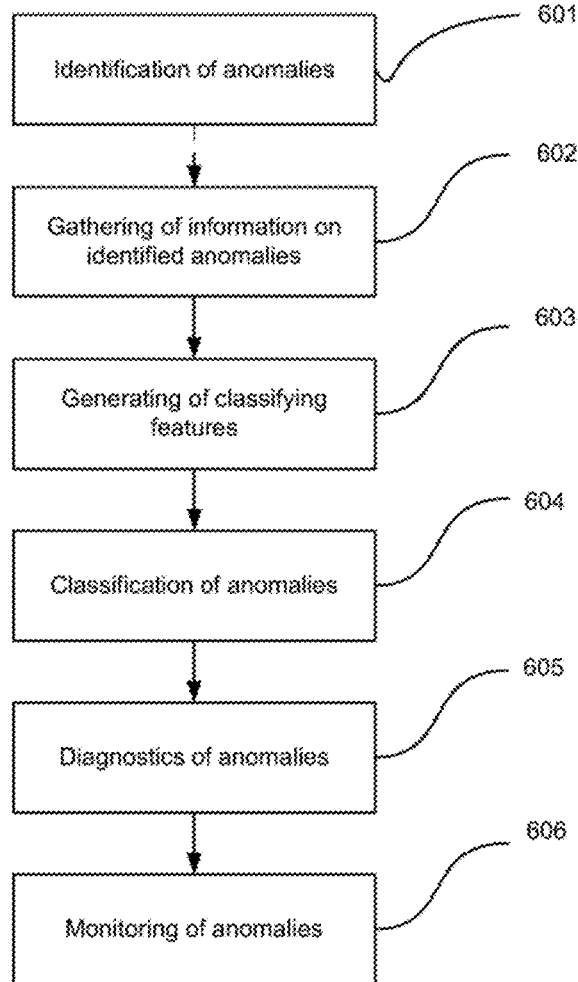 601
Identification of anomalies
602
Gathering of information on
identified anomalies
603
Generating of classifying
features
604
Classification of anomalies
605
Diagnostics of anomalies
606
Monitoring of anomalies